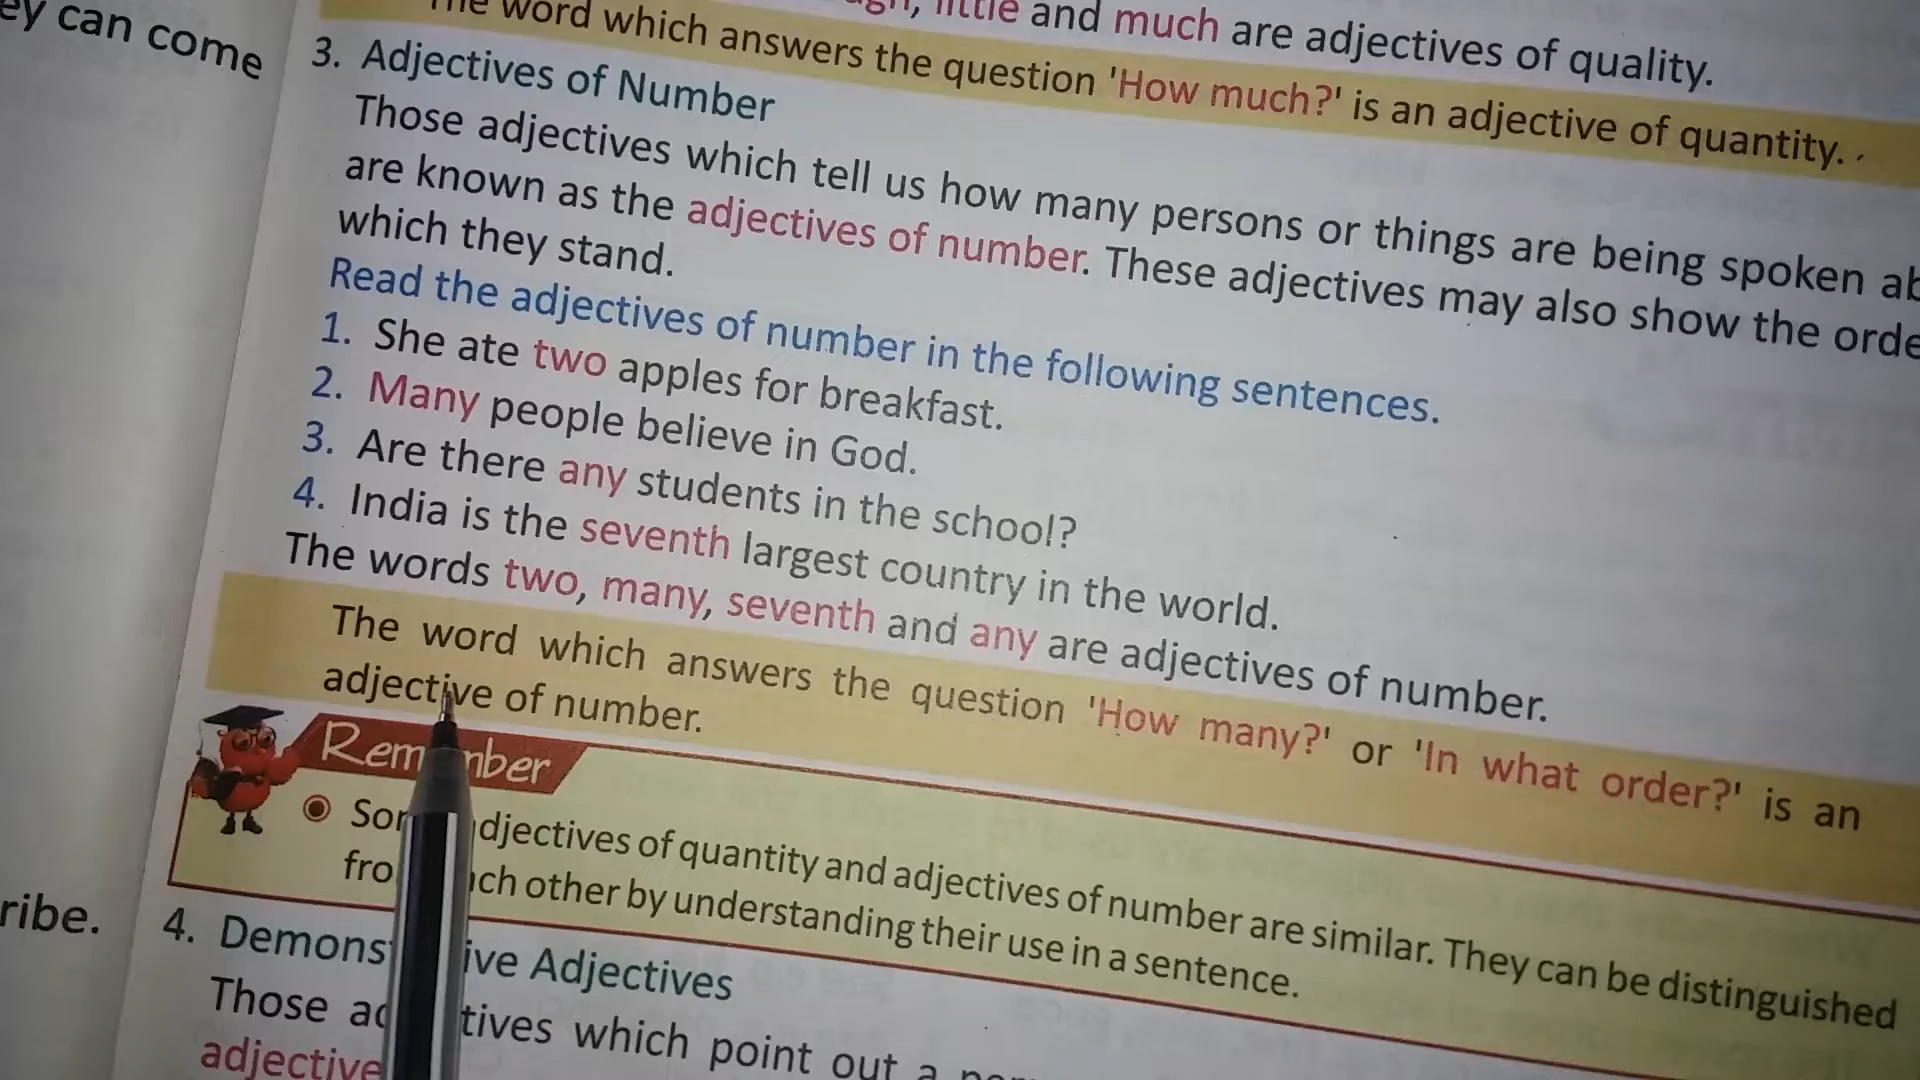 ey can come
little and much are adjectives of quality.
The word which answers the question 'How much?' is an adjective of quantity.
3. Adjectives of Number
Those adjectives which tell us how many persons or things are being spoken
are known as the adjectives of number. These adjectives may also show the
which they stand.
Read the adjectives of number in the following sentences.
1. She ate two apples for breakfast.
2. Many people believe in God.
3. Are there any students in the school?
4. India is the seventh largest country in the world.
The words two, many, seventh and any are adjectives of number.
The word which answers the question 'How many?' or 'In what order?' is an
adjective of number.
Remember
adjectives of quantity and adjectives of number are similar. They can be distinguished
other by understanding their use in a sentence.
ribe.
4. Demonstrative Adjectives
Those adjectives which point out a
adjective